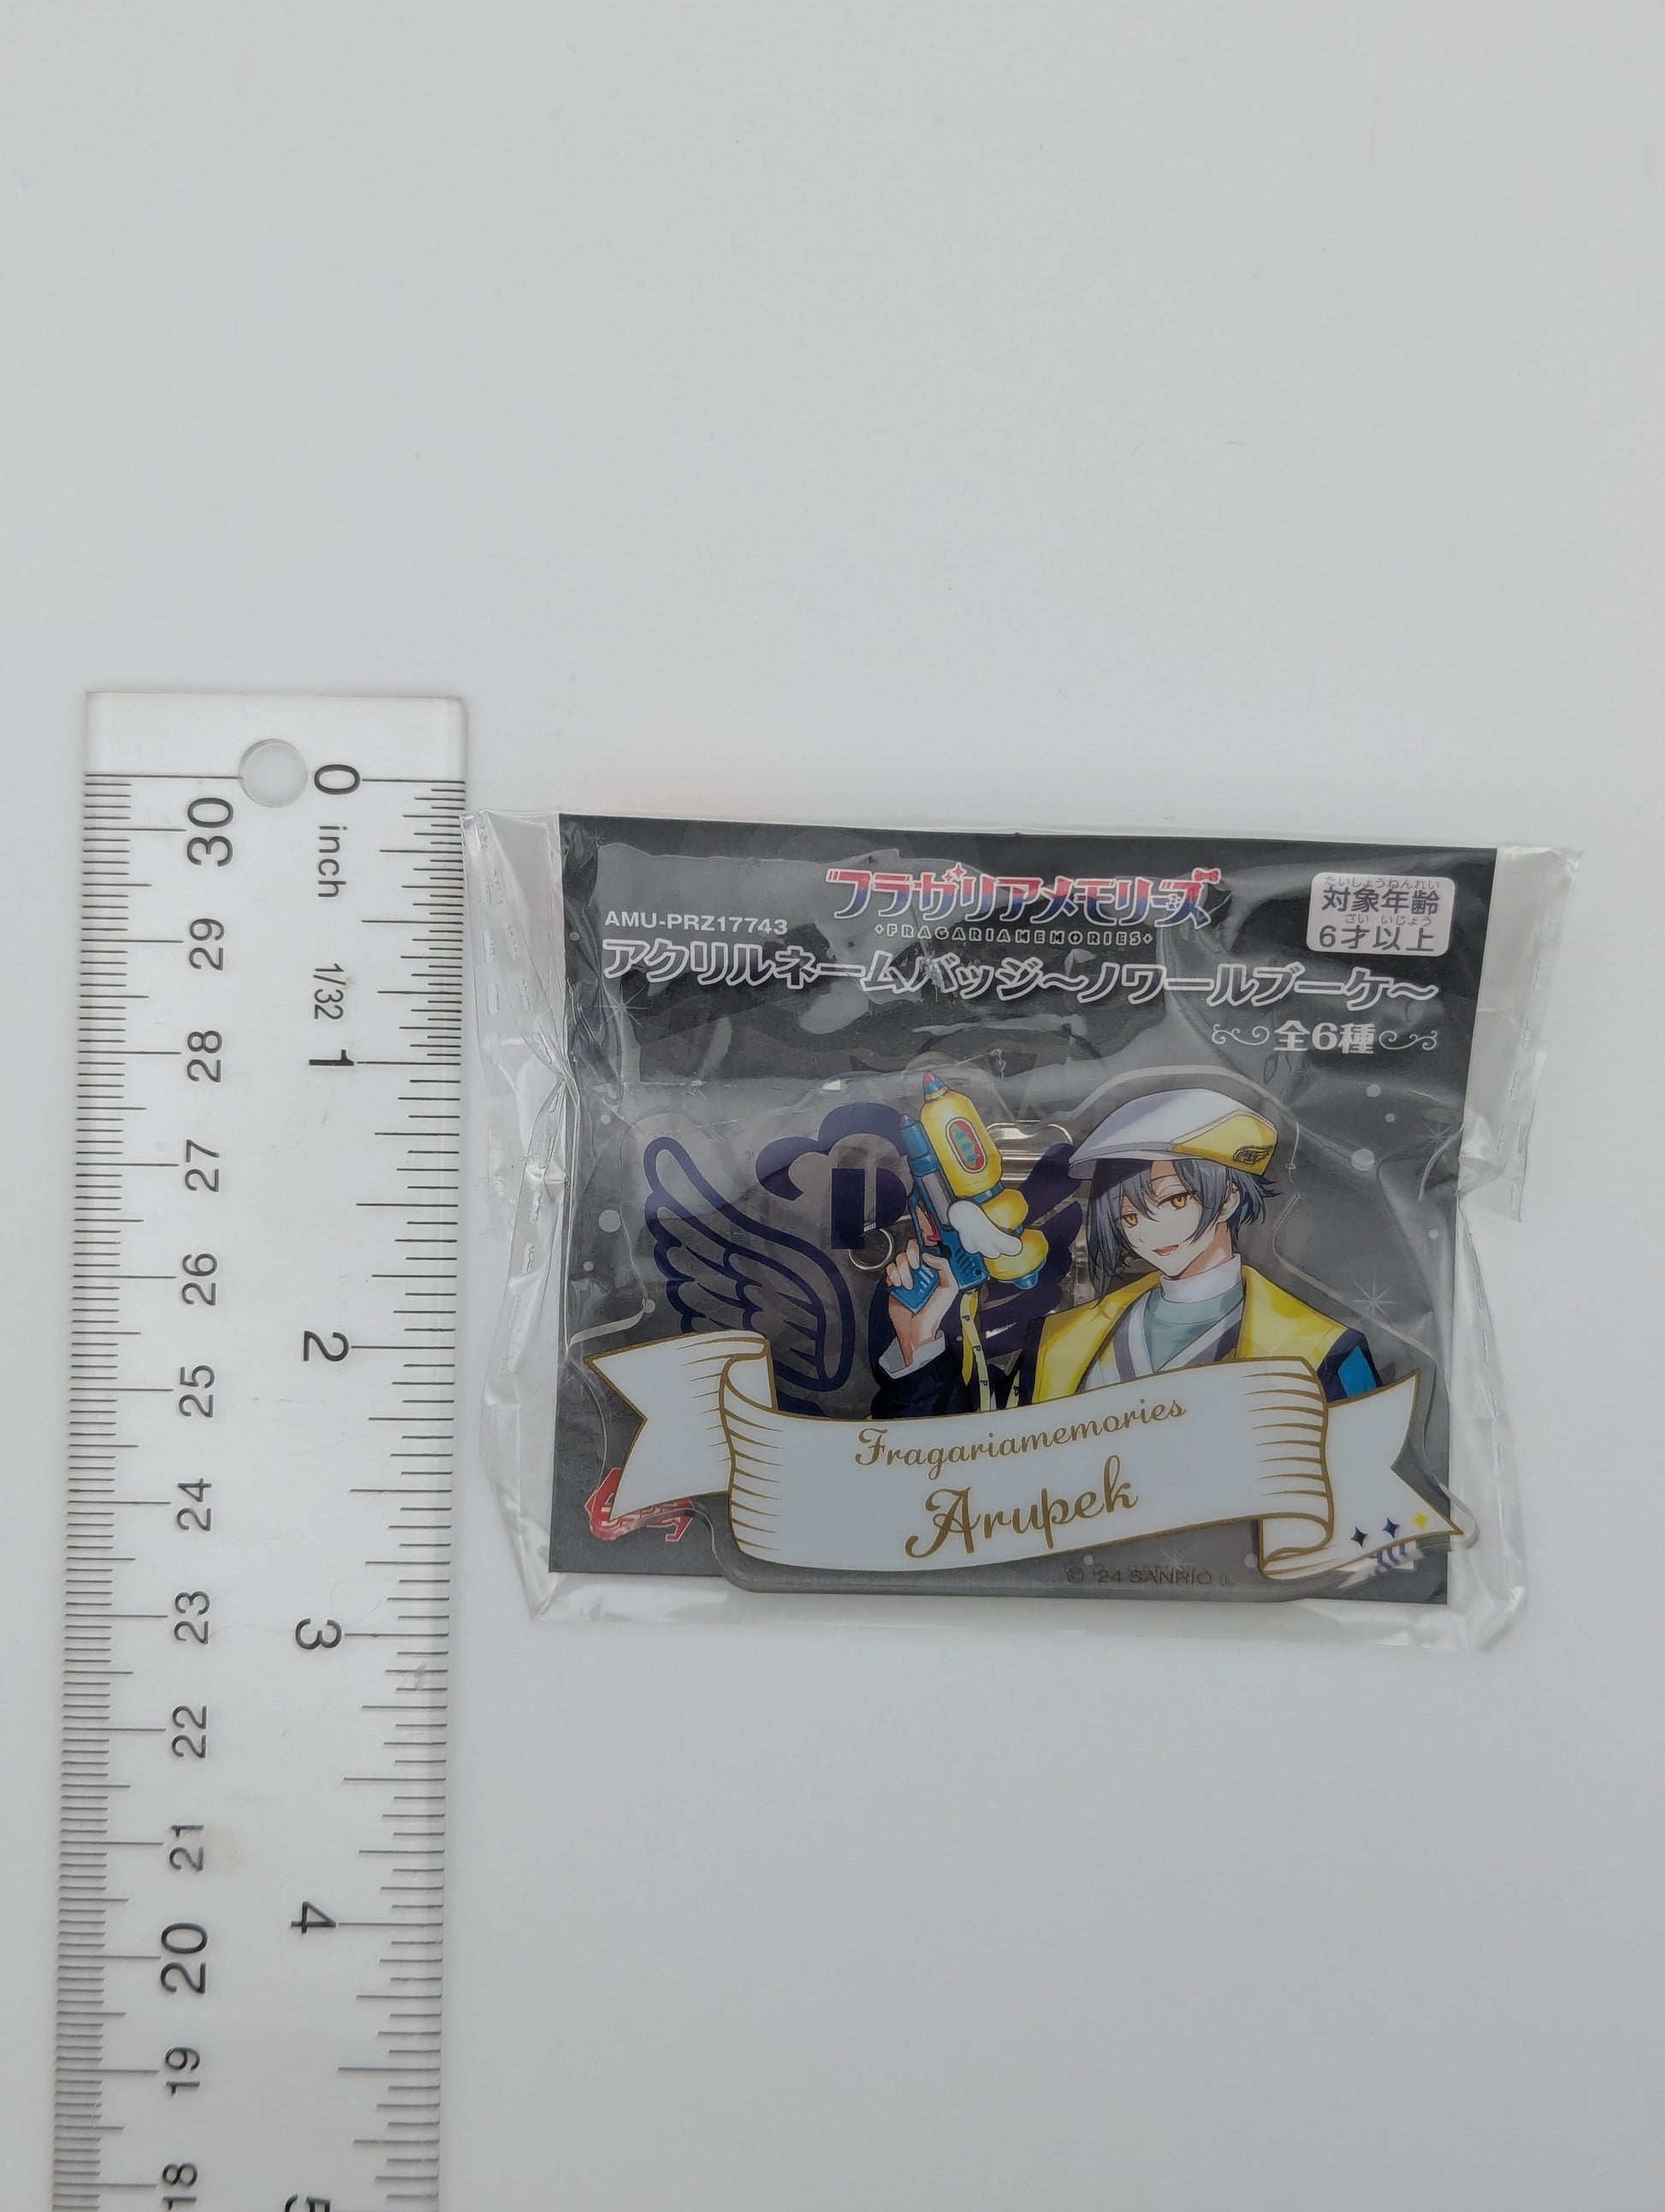 0
inch
1/32
1
2
3
4
5
30
29
28
27
26
25
24
23
22
21
20
19
18
フラガリアメモリーズ
FRAGARIAMEMORIES
たいしょうねんれい
対象年齢
さい いじょう
6才以上
AMU-PRZ17743
アクリルネームバッジ～ノワールブーケ～
全6種
Fragariamemories
Arupek
© '24 SANRIO